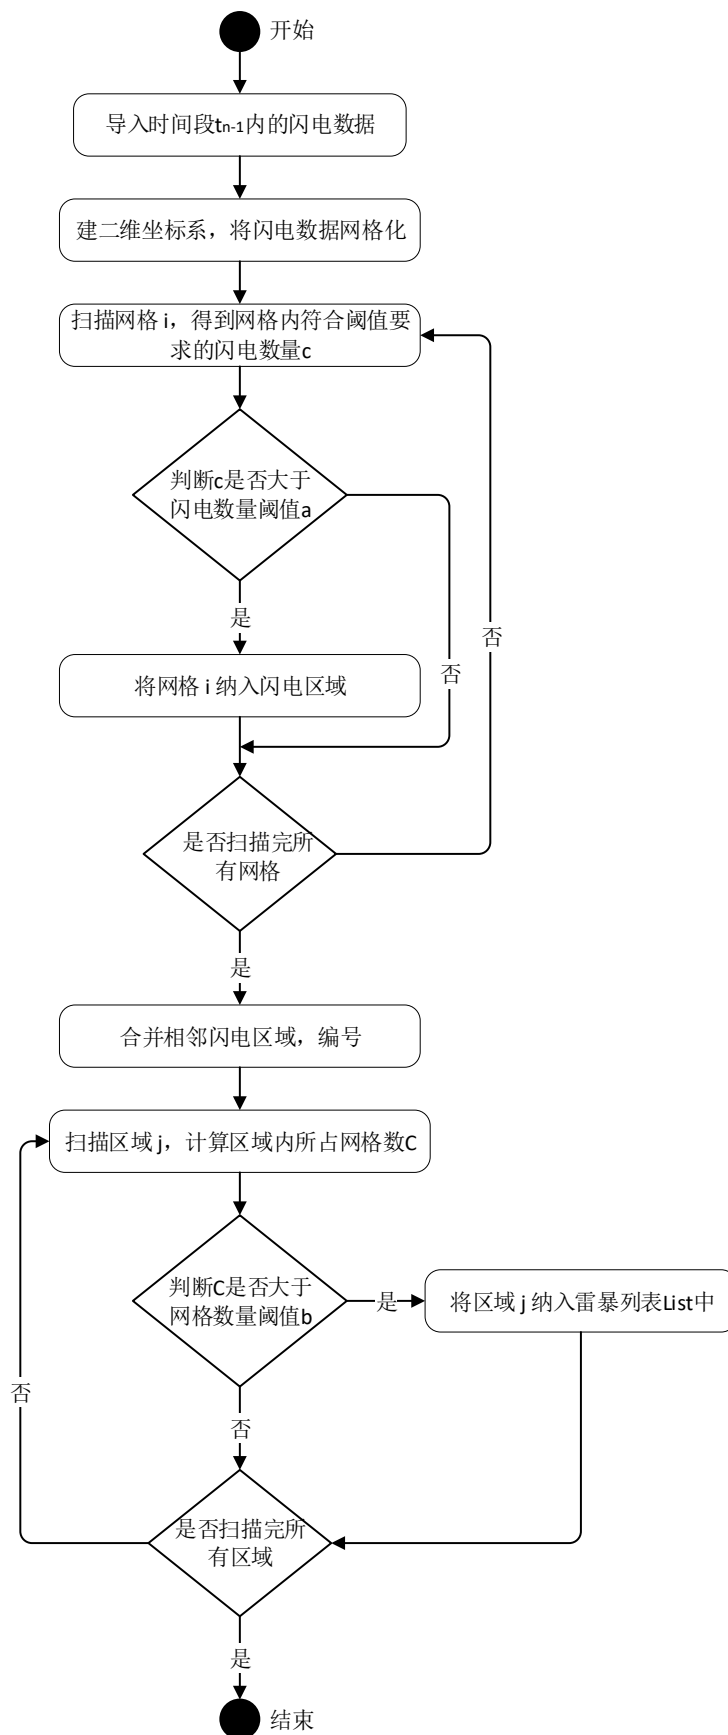 开始
导入时间段tn-1内的闪电数据
建二维坐标系，将闪电数据网格化
扫描网格 i，得到网格内符合阈值要
求的闪电数量c
判断c是否大于
闪电数量阈值a
是
否
否
将网格 i 纳入闪电区域
是否扫描完所
有网格
是
合并相邻闪电区域，编号
扫描区域 j，计算区域内所占网格数C
判断C是否大于
网格数量阈值b
是
将区域 j 纳入雷暴列表List中
否
否
是否扫描完所
有区域
是
结束